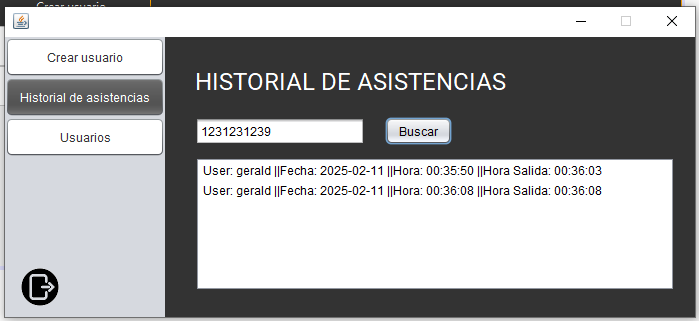 Crear usuario
Crear usuario
Historial de asistencias
Usuarios
HISTORIAL DE ASISTENCIAS
1231231239
Buscar
User: gerald ||Fecha: 2025-02-11 ||Hora: 00:35:50 ||Hora Salida: 00:36:03
User: gerald ||Fecha: 2025-02-11 ||Hora: 00:36:08 ||Hora Salida: 00:36:08